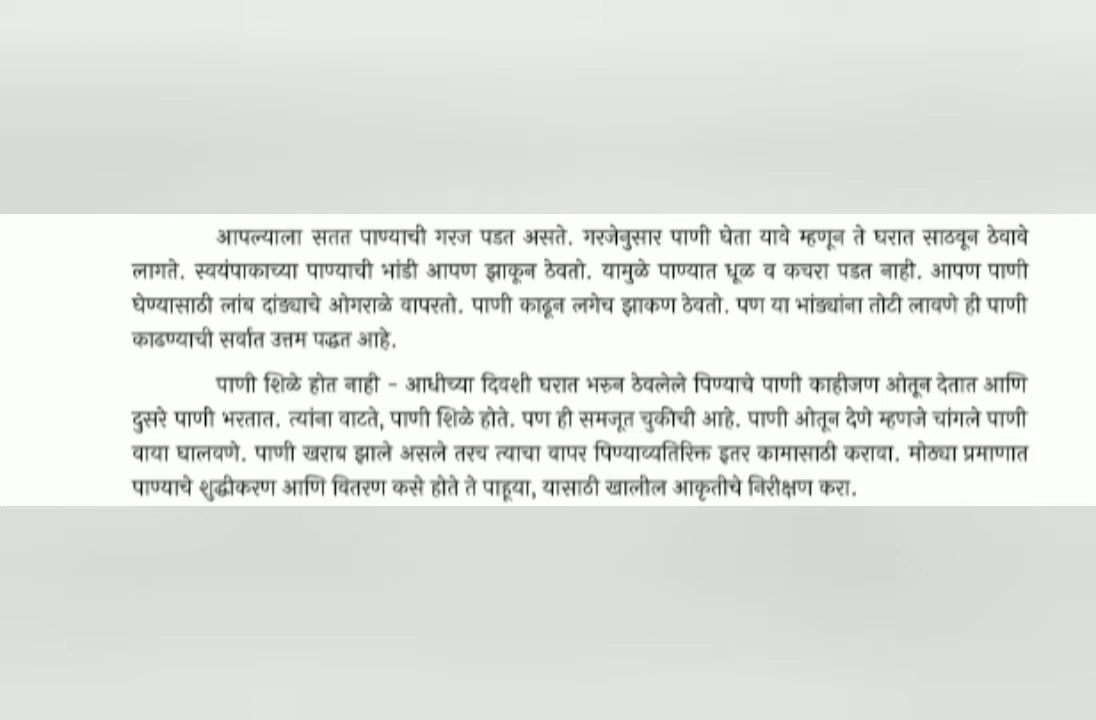 आपल्याला सतत पाण्याची गरज पडत असते. गरजेनुसार पाणी घेता यावे म्हणून ते घरात साठवून ठेवावे
लागते. स्वयंपाकाच्या पाण्याची भांडी आपण झाकून ठेवतो. यामुळे पाण्यात धूळ व कचरा पडत नाही. आपण पाणी
घेण्यासाठी लांब दांड्याचे ओगराळे वापरतो. पाणी काढून लगेच झाकण ठेवतो. पण या भांड्यांना तोटी लावणे ही पाणी
काढण्याची सर्वात उत्तम पद्धत आहे.
पाणी शिळे होत नाही - आधीच्या दिवशी घरात भरुन ठेवलेले पिण्याचे पाणी काहीजण ओतून देतात आणि
दुसरे पाणी भरतात. त्यांना वाटते, पाणी शिळे होते. पण ही समजूत चुकीची आहे. पाणी ओतून देणे म्हणजे चांगले पाणी
वाया घालवणे. पाणी खराब झाले असले तरच त्याचा वापर पिण्याव्यतिरिक्त इतर कामासाठी करावा. मोठ्या प्रमाणात
पाण्याचे शुद्धीकरण आणि वितरण कसे होते ते पाहूया, यासाठी खालील आकृतीचे निरीक्षण करा.